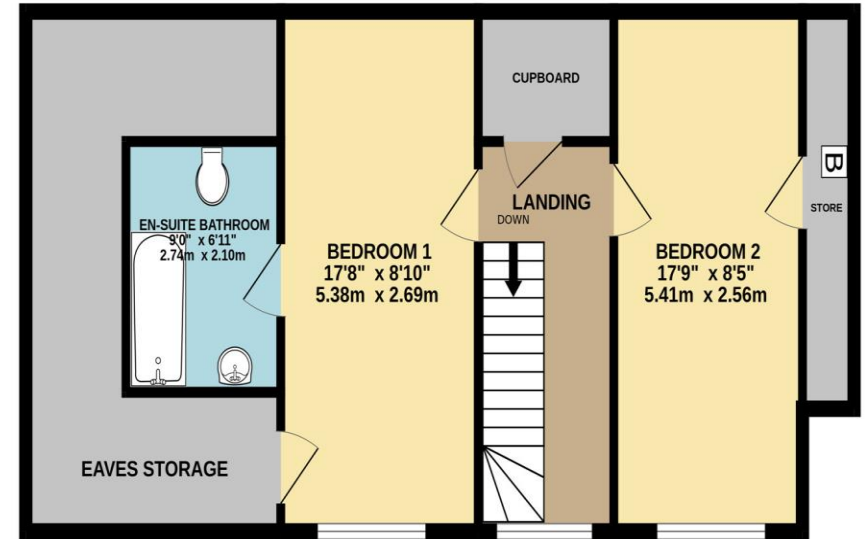 CUPBOARD
B
EN-SUITE BATHROOM
9'0" x 6'11"
2.74m x 2.10m
LANDING
DOWN
STORE
BEDROOM 1
17'8" x 8'10"
5.38m x 2.69m
BEDROOM 2
17'9" x 8'5"
5.41m x 2.56m
EAVES STORAGE